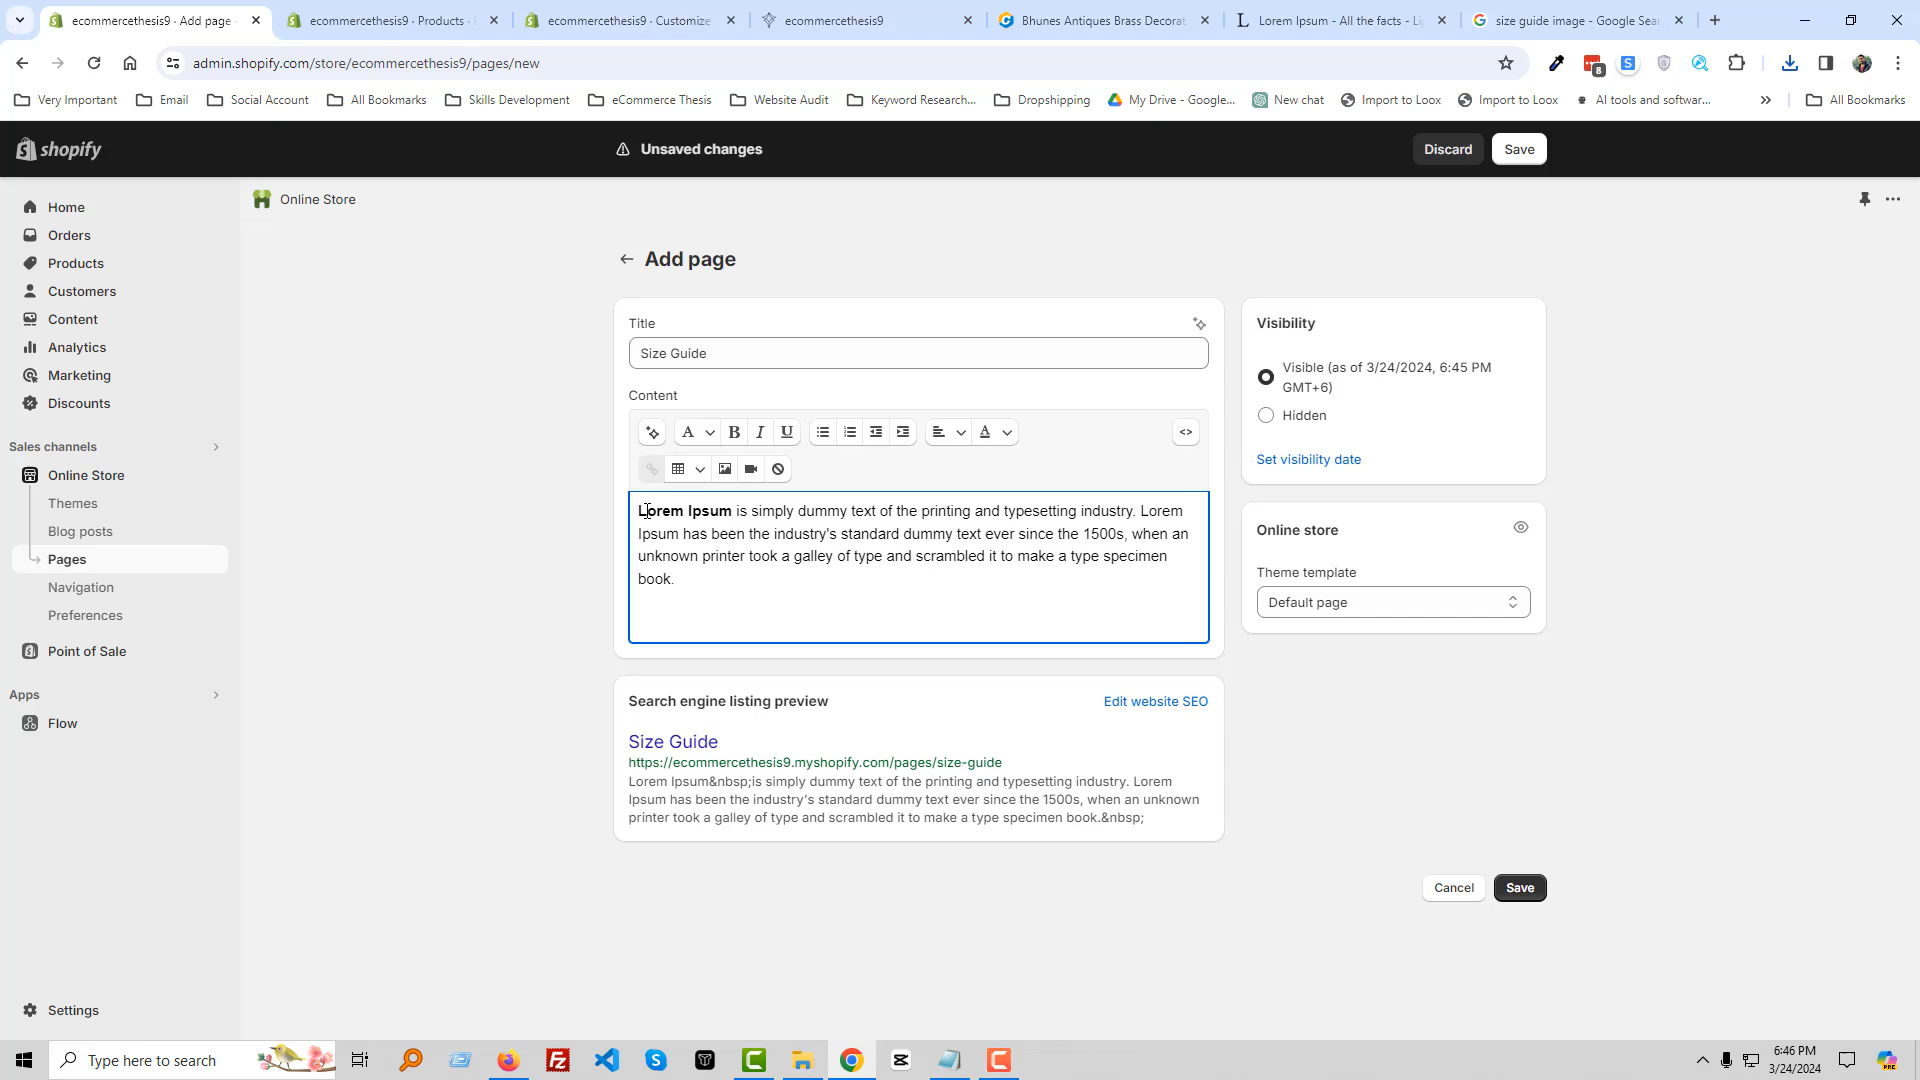 ecommercethesis9 · Add page
ecommercethesis9 · Products ·
ecommercethesis9 · Customize
ecommercethesis9
Bhunes Antiques Brass Decorat
Lorem Ipsum - All the facts - Li
size guide image - Google Sear
admin.shopify.com/store/ecommercethesis9/pages/new
8
Very Important
Email
Social Account
All Bookmarks
Skills Development
eCommerce Thesis
Website Audit
Keyword Research...
Dropshipping
My Drive - Google...
New chat
Import to Loox
Import to Loox
AI tools and softwar...
All Bookmarks
shopify
Unsaved changes
Discard
Save
Home
Orders
Products
Customers
Content
Analytics
Marketing
Discounts
Sales channels
Online Store
Themes
Blog posts
Pages
Navigation
Preferences
Point of Sale
Apps
Flow
Settings
Online Store
Add page
Title
Size Guide
Content
A
B
I
U
A
Lorem Ipsum is simply dummy text of the printing and typesetting industry. Lorem
Ipsum has been the industry's standard dummy text ever since the 1500s, when an
unknown printer took a galley of type and scrambled it to make a type specimen
book.
Search engine listing preview
Edit website SEO
Size Guide
https://ecommercethesis9.myshopify.com/pages/size-guide
Lorem Ipsum&nbsp;is simply dummy text of the printing and typesetting industry. Lorem
Ipsum has been the industry's standard dummy text ever since the 1500s, when an unknown
printer took a galley of type and scrambled it to make a type specimen book.&nbsp;
Visibility
Visible (as of 3/24/2024, 6:45 PM
GMT+6)
Hidden
Set visibility date
Online store
Theme template
Default page
Cancel
Save
Type here to search
6:46 PM
3/24/2024